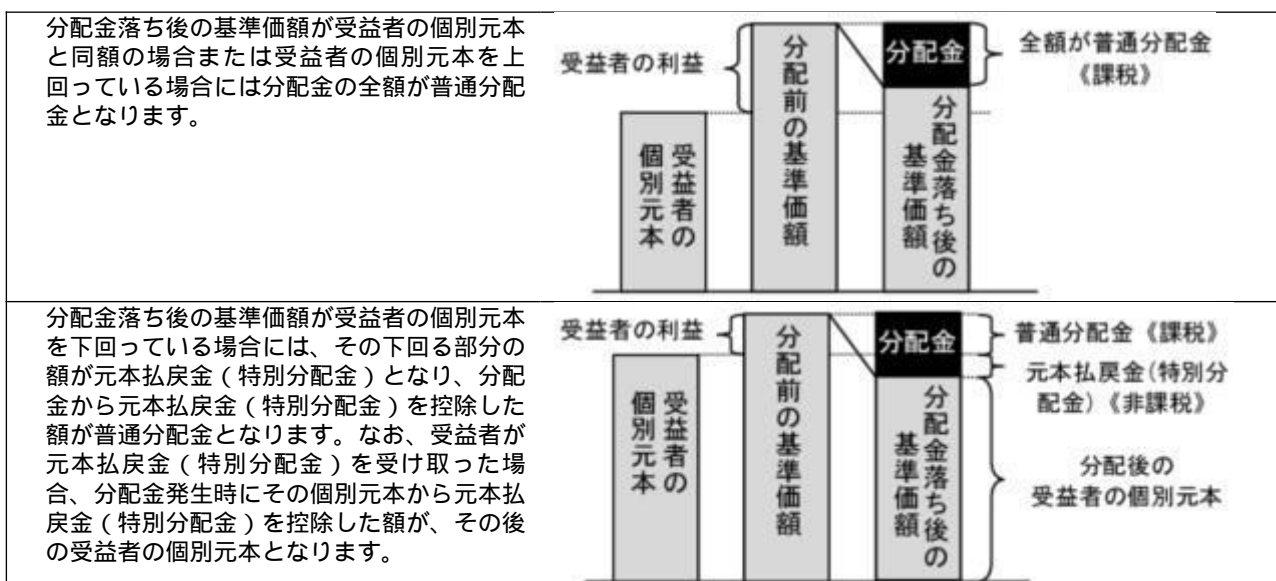 分配金落ち後の基準価額が受益者の個別元本
と同額の場合または受益者の個別元本を上
回っている場合には分配金の全額が普通分配
金となります。
受益者の利益
受益者の
個別元本
分配前の基準価額
分配金
分配金落ち後の
基準価額
全額が普通分配金
《課税》
分配金落ち後の基準価額が受益者の個別元本
を下回っている場合には、その下回る部分の
額が元本払戻金（特別分配金）となり、分配
金から元本払戻金（特別分配金）を控除した
額が普通分配金となります。なお、受益者が
元本払戻金（特別分配金）を受け取った場
合、分配金発生時にその個別元本から元本払
戻金（特別分配金）を控除した額が、その後
の受益者の個別元本となります。
受益者の利益
受益者の
個別元本
分配前の基準価額
分配金
分配金落ち後の
基準価額
普通分配金《課税》
元本払戻金(特別分
配金)《非課税》
分配後の
受益者の個別元本